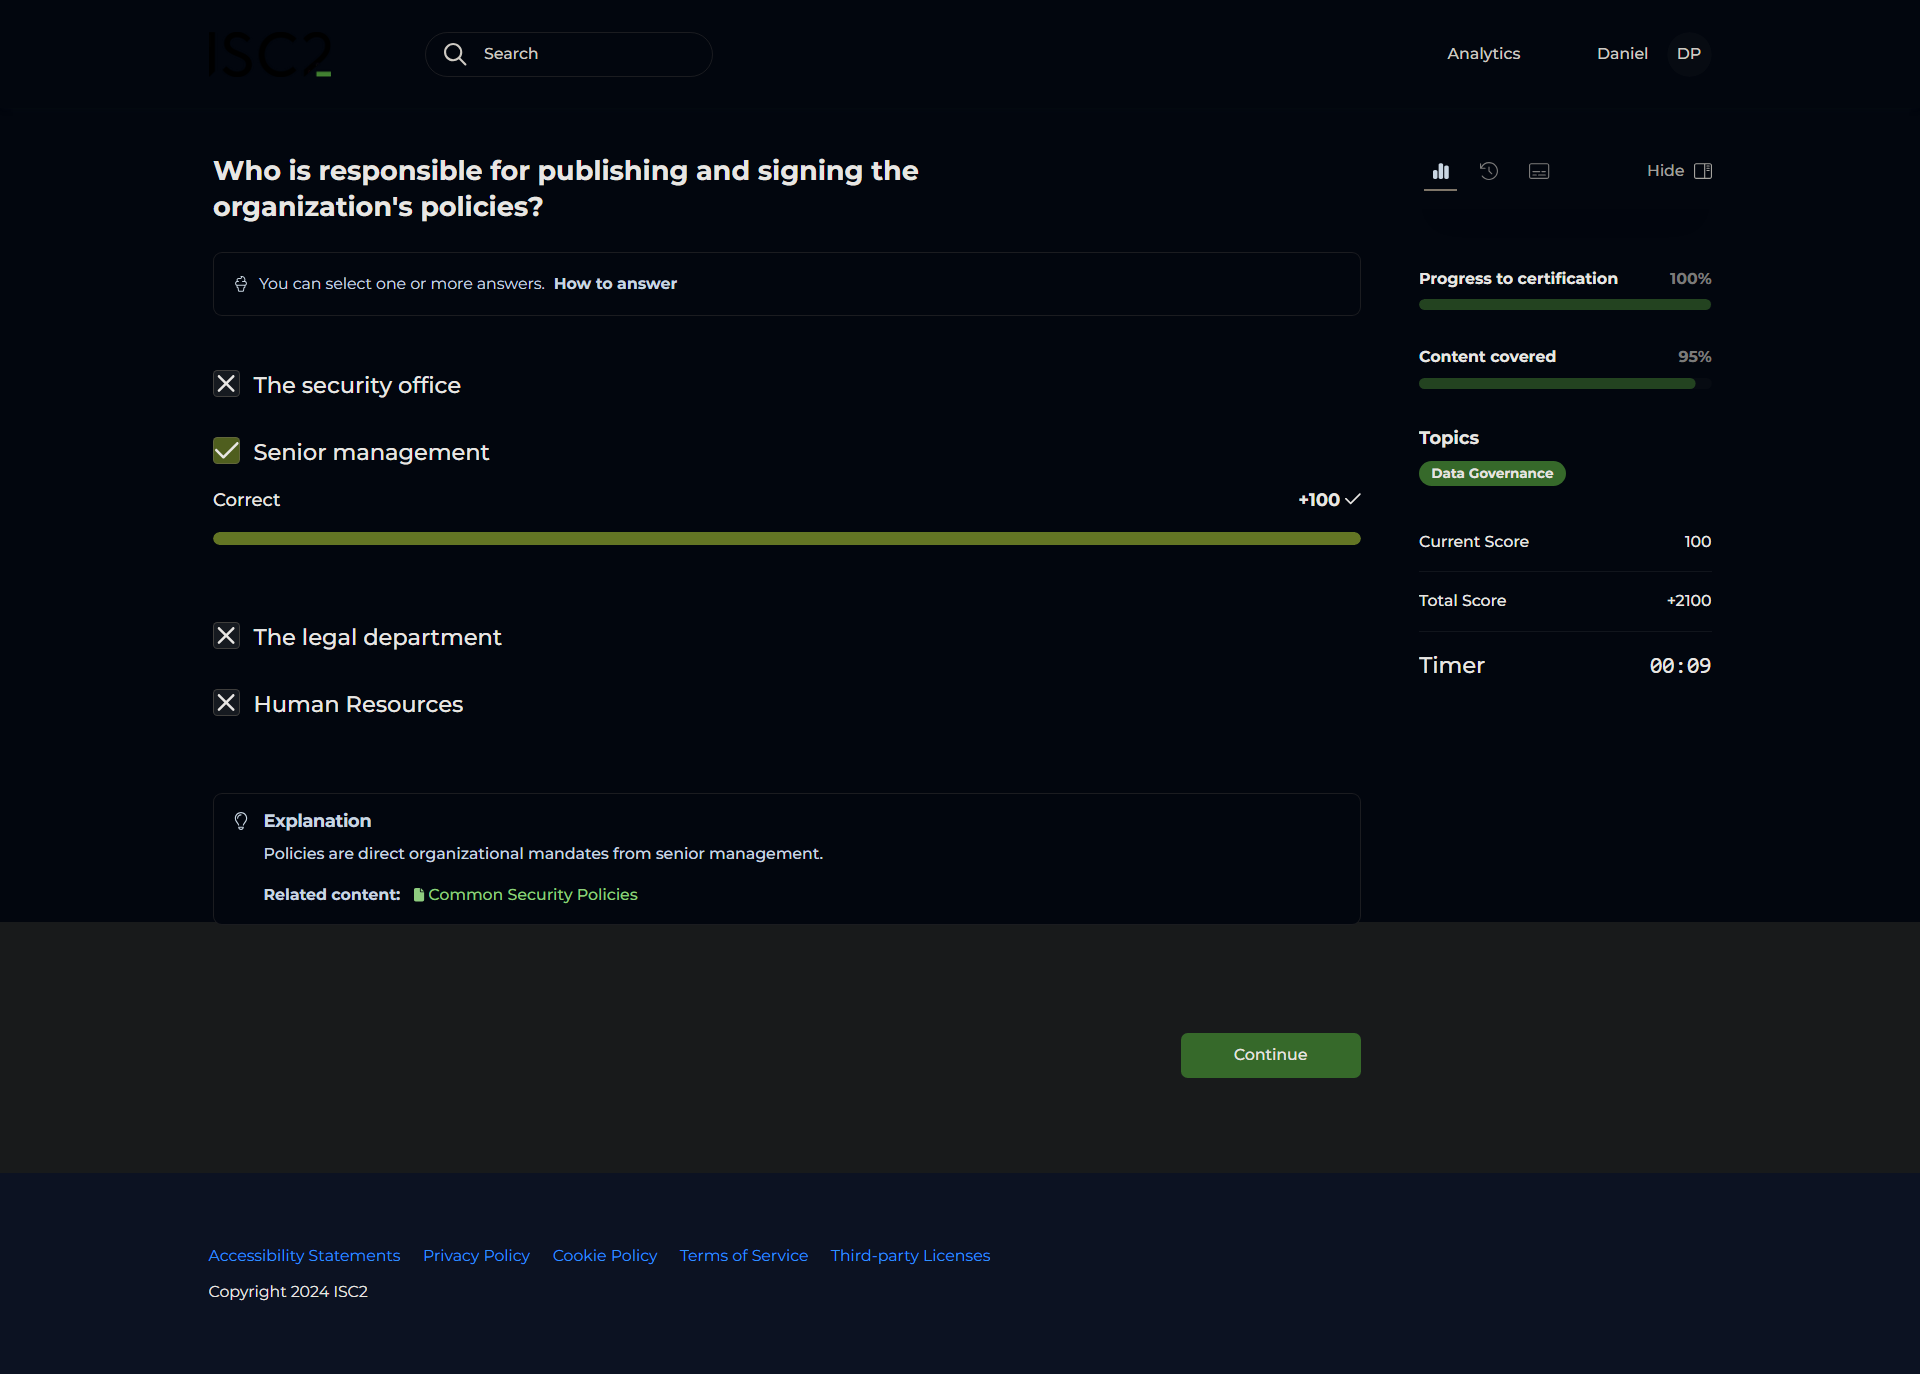 ISC2
Search
Analytics
Daniel
DP
Who is responsible for publishing and signing the
organization's policies?
You can select one or more answers. How to answer
The security office
Senior management
Correct
+100
The legal department
Human Resources
Explanation
Policies are direct organizational mandates from senior management.
Related content: Common Security Policies
Hide
Progress to certification 100%
Content covered 95%
Topics
Data Governance
Current Score 100
Total Score +2100
Timer 00:09
Continue
Accessibility Statements Privacy Policy Cookie Policy Terms of Service Third-party Licenses
Copyright 2024 ISC2